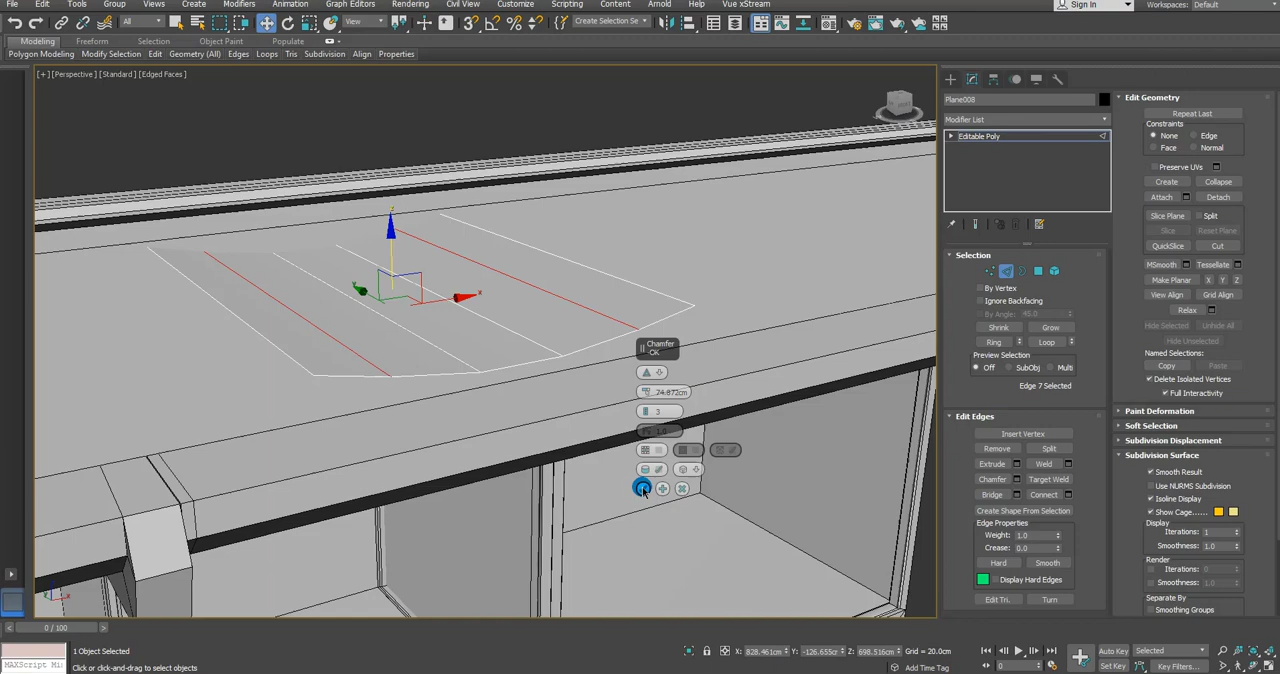 File Edit Tools Group Views Create Modifiers Animation Graph Editors Rendering Civil View Customize Scripting Content Arnold Help Vue xStream
Sign In Workspaces: Default
All View Create Selection Se
Modeling Freeform Selection Object Paint Populate
Polygon Modeling Modify Selection Edit Geometry (All) Edges Loops Tris Subdivision Align Properties
[+] [Perspective] [Standard] [Edged Faces]
Plane008
Modifier List
Editable Poly
Selection
By Vertex
Ignore Backfacing
By Angle: 45.0
Shrink Grow
Ring Loop
Preview Selection
Off SubObj Multi
Edge 7 Selected
Edit Edges
Insert Vertex
Remove Split
Extrude Weld
Chamfer Target Weld
Bridge Connect
Create Shape From Selection
Edge Properties
Weight: 1.0
Crease: 0.0
Hard Smooth
Display Hard Edges
Edit Tri. Turn
Edit Geometry
Repeat Last
Constraints
None Edge
Face Normal
Preserve UVs
Create Collapse
Attach Detach
Slice Plane Split
Slice Reset Plane
QuickSlice Cut
MSmooth Tessellate
Make Planar X Y Z
View Align Grid Align
Relax
Hide Selected Unhide All
Hide Unselected
Named Selections:
Copy Paste
Delete Isolated Vertices
Full Interactivity
Paint Deformation
Soft Selection
Subdivision Displacement
Subdivision Surface
Smooth Result
Use NURMS Subdivision
Isoline Display
Show Cage......
Display
Iterations: 1
Smoothness: 1.0
Render
Iterations: 0
Smoothness: 1.0
Separate By
Smoothing Groups
Chamfer
OK
74.872cm
3
1.0
z
x
y
x
0 / 100
1 Object Selected
MAXScript Mi
Click or click-and-drag to select objects
X: 828.461cm Y: -126.655cm Z: 698.516cm Grid = 20.0cm
Add Time Tag
0
Auto Key Selected
Set Key Key Filters...